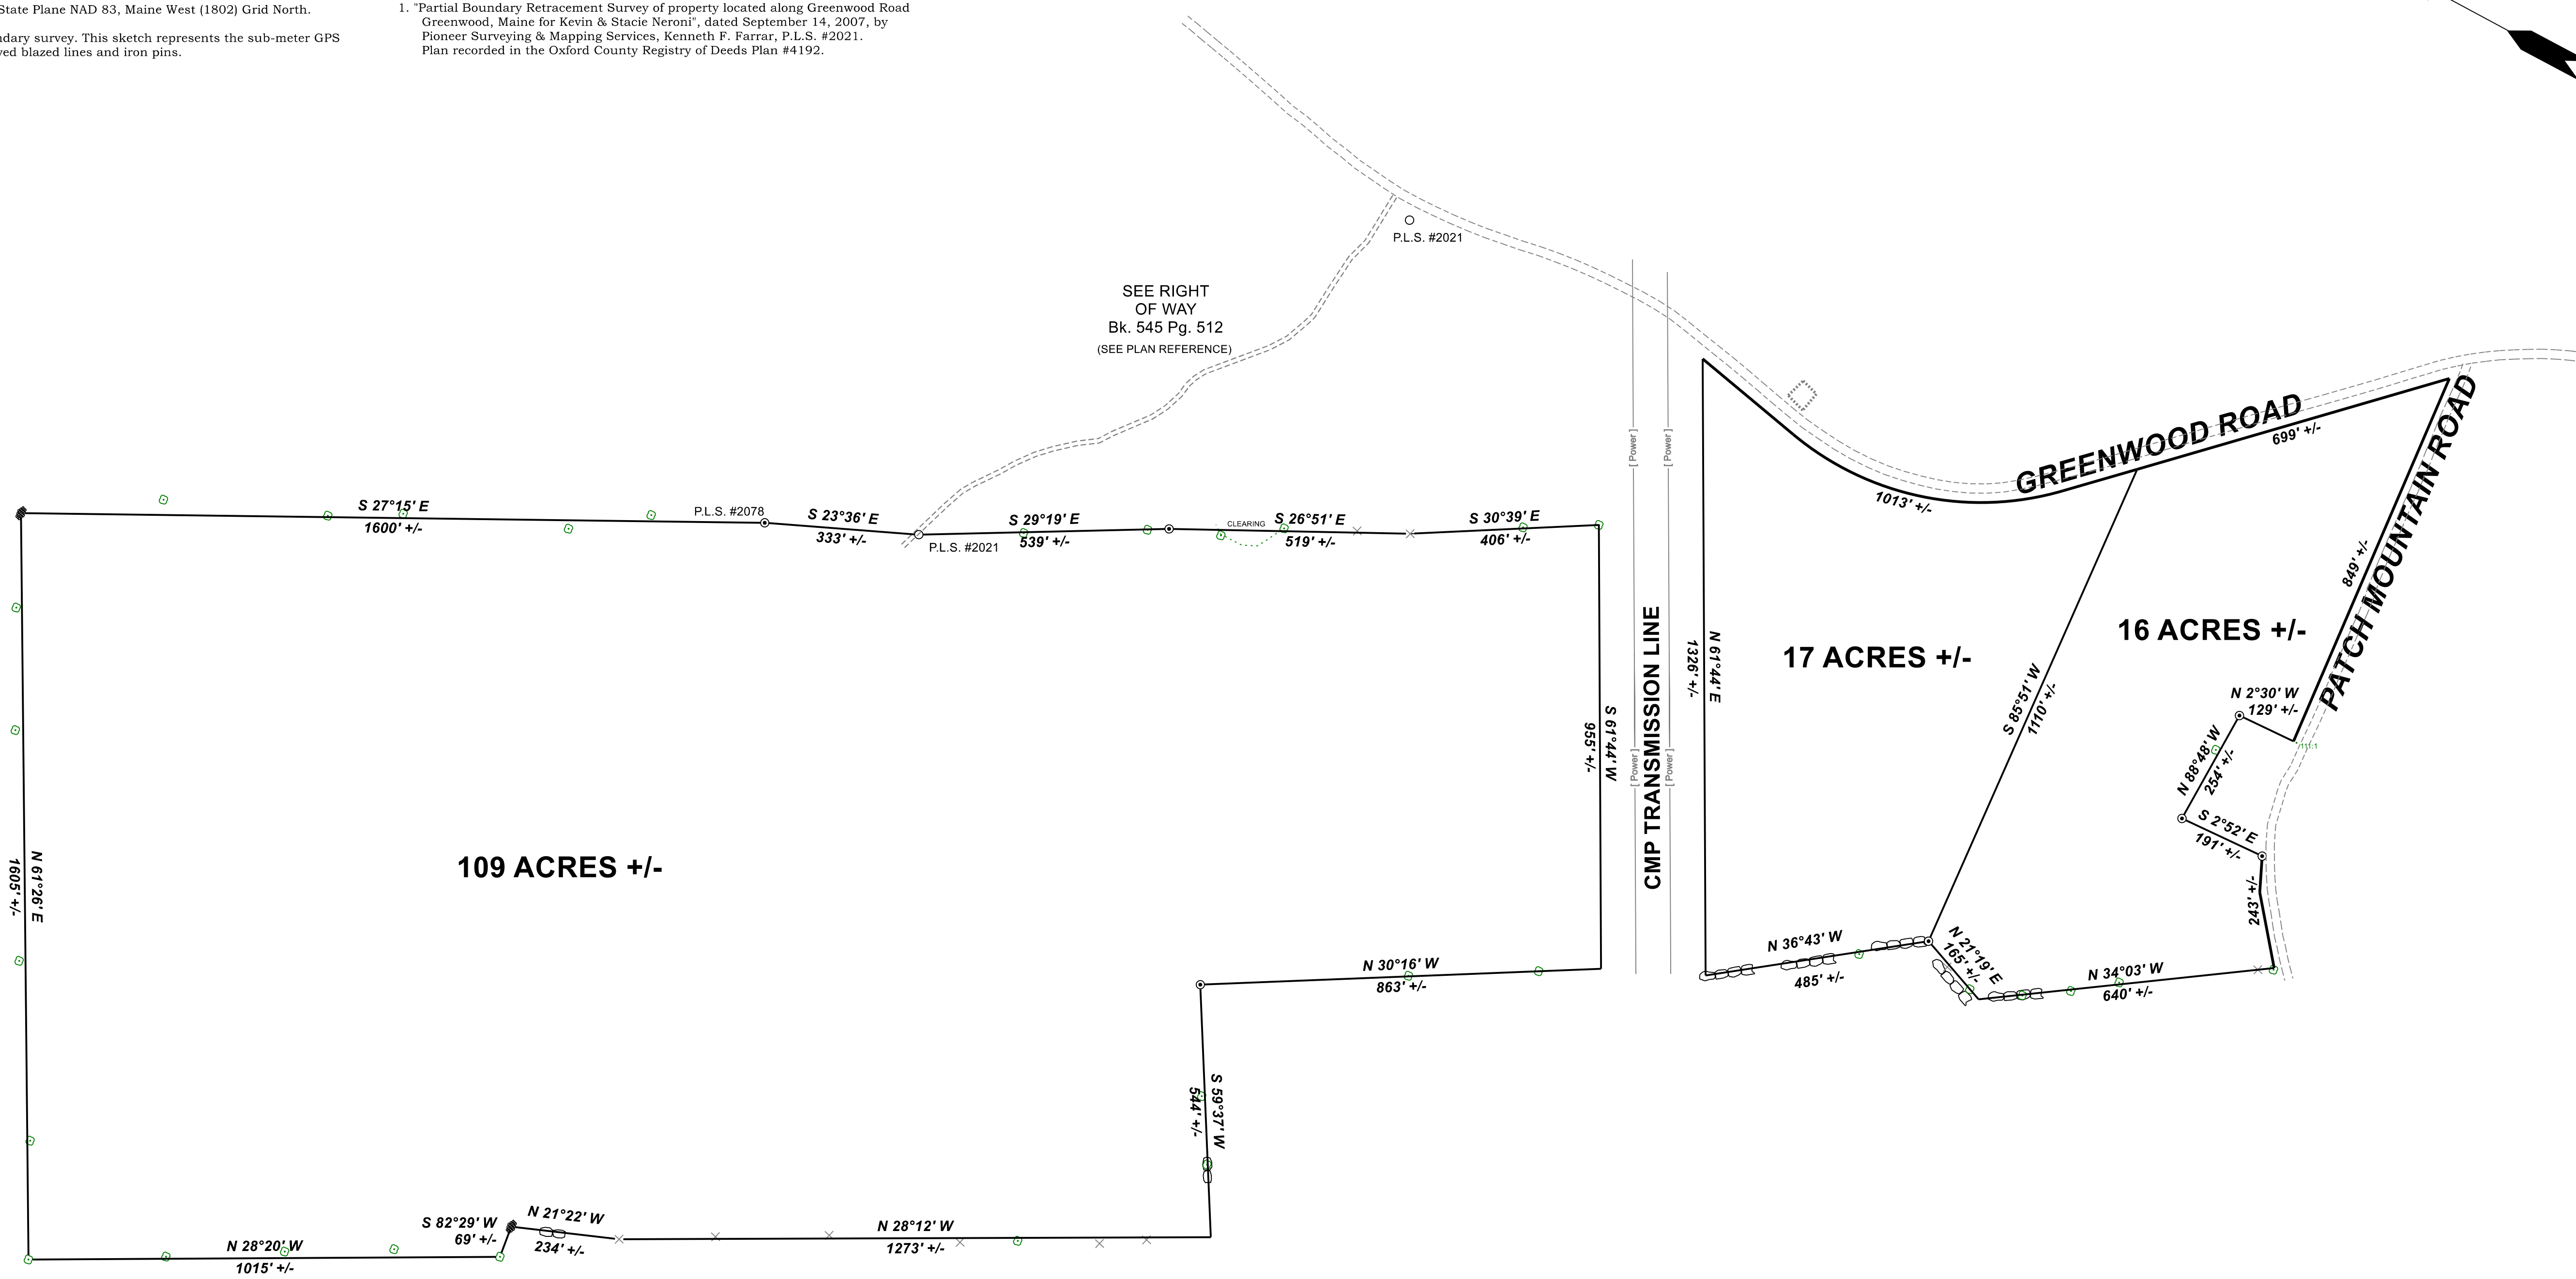 State Plane NAD 83, Maine West (1802) Grid North.
dary survey. This sketch represents the sub-meter GPS
ved blazed lines and iron pins.
1. "Partial Boundary Retracement Survey of property located along Greenwood Road
Greenwood, Maine for Kevin & Stacie Neroni", dated September 14, 2007, by
Pioneer Surveying & Mapping Services, Kenneth F. Farrar, P.L.S. #2021.
Plan recorded in the Oxford County Registry of Deeds Plan #4192.
P.L.S. #2021
SEE RIGHT
OF WAY
Bk. 545 Pg. 512
(SEE PLAN REFERENCE)
[ Power ]
[ Power ]
GREENWOOD ROAD
699' +/-
1013' +/-
S 27°15' E
1600' +/-
P.L.S. #2078
S 23°36' E
333' +/-
P.L.S. #2021
S 29°19' E
539' +/-
CLEARING
S 26°51' E
519' +/-
S 30°39' E
406' +/-
849' +/-
PATCH MOUNTAIN ROAD
16 ACRES +/-
17 ACRES +/-
N 61°44' E
1326' +/-
S 85°51' W
1110' +/-
N 2°30' W
129' +/-
S 61°44' W
955' +/-
CMP TRANSMISSION LINE
[ Power ]
[ Power ]
N 88°48' W
254' +/-
S 2°52' E
191' +/-
243' +/-
109 ACRES +/-
N 61°26' E
1605' +/-
N 36°43' W
485' +/-
N 21°19' E
165' +/-
N 34°03' W
640' +/-
N 30°16' W
863' +/-
S 59°37' W
544' +/-
S 82°29' W
69' +/-
N 21°22' W
234' +/-
N 28°12' W
1273' +/-
N 28°20' W
1015' +/-